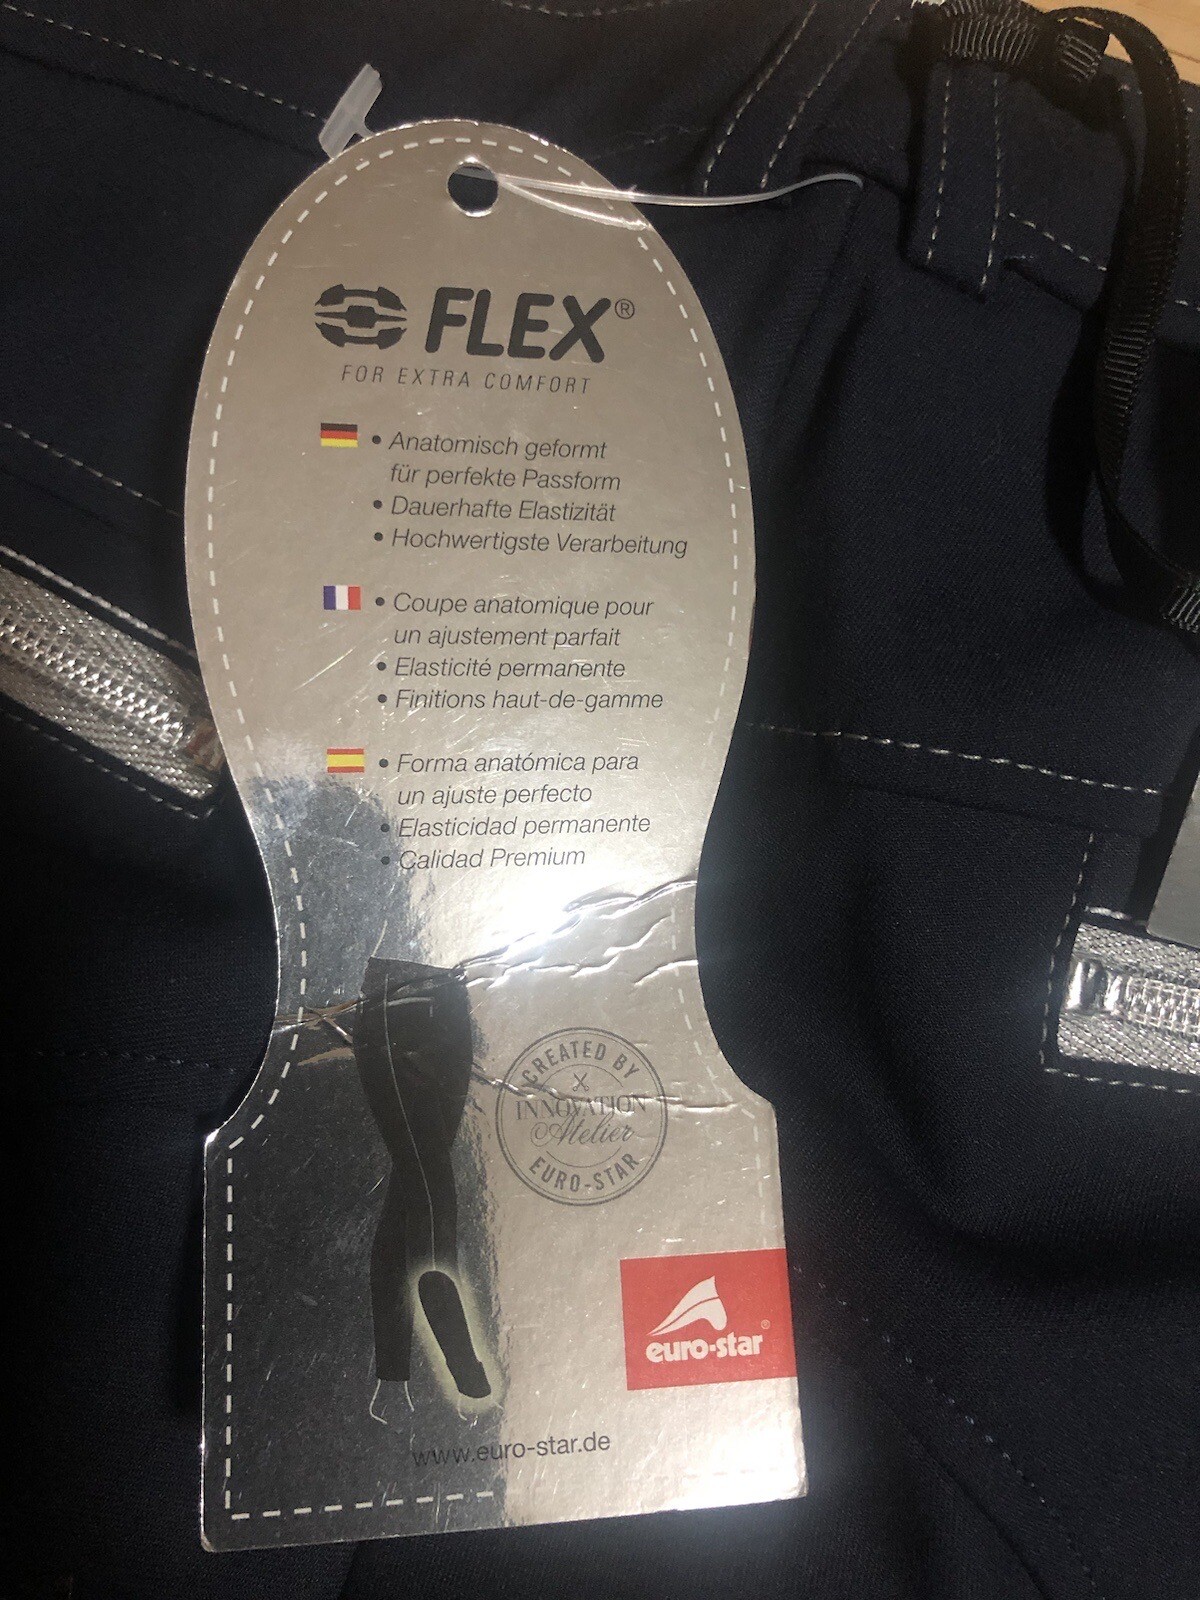 FLEX®
FOR EXTRA COMFORT
• Anatomisch geformt
für perfekte Passform
• Dauerhafte Elastizität
• Hochwertigste Verarbeitung
• Coupe anatomique pour
un ajustement parfait
• Elasticité permanente
• Finitions haut-de-gamme
• Forma anatómica para
un ajuste perfecto
• Elasticidad permanente
• Calidad Premium
CREATED BY
INNOVATION
Atelier
EURO-STAR
euro-star®
www.euro-star.de